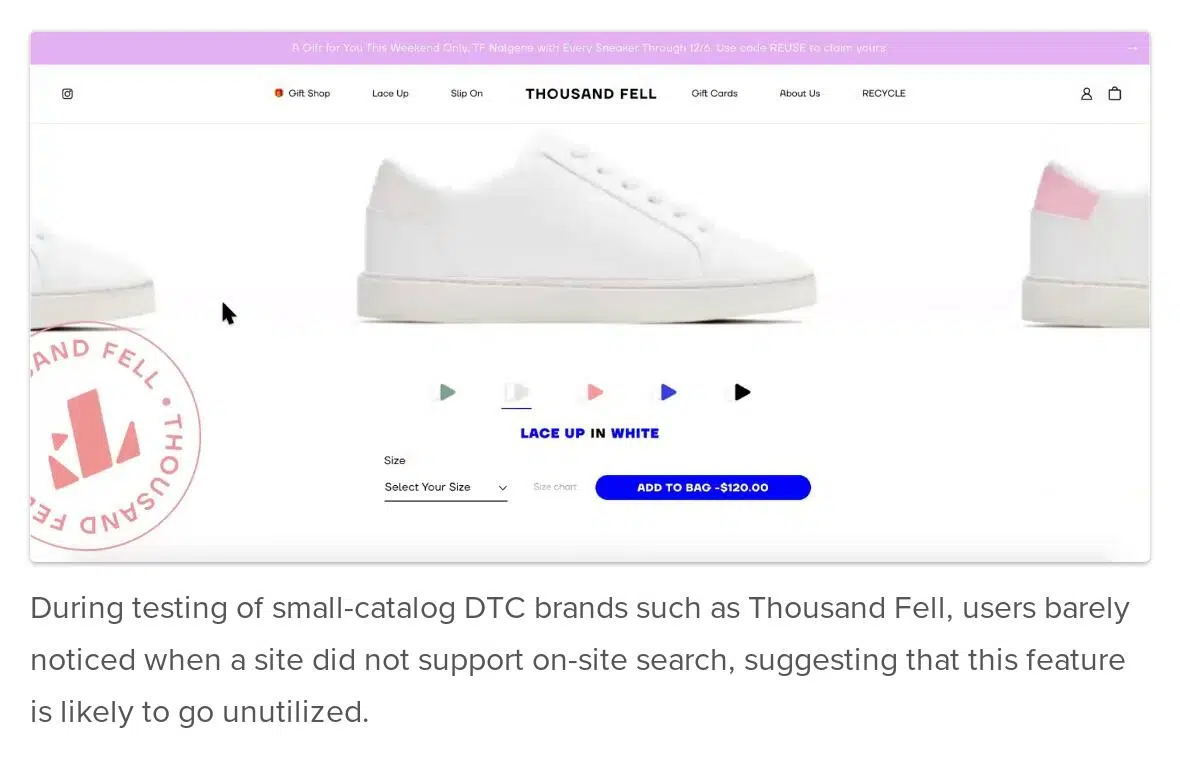 A Gift for You This Weekend Only. TF Nalgene with Every Sneaker Through 12/6. Use code REUSE to claim yours. →
Gift Shop
Lace Up
Slip On
THOUSAND FELL
Gift Cards
About Us
RECYCLE
LACE UP IN WHITE
Size
Select Your Size
Size chart
ADD TO BAG -$120.00
SAND FELL • THOUSAND FE
During testing of small-catalog DTC brands such as Thousand Fell, users barely
noticed when a site did not support on-site search, suggesting that this feature
is likely to go unutilized.